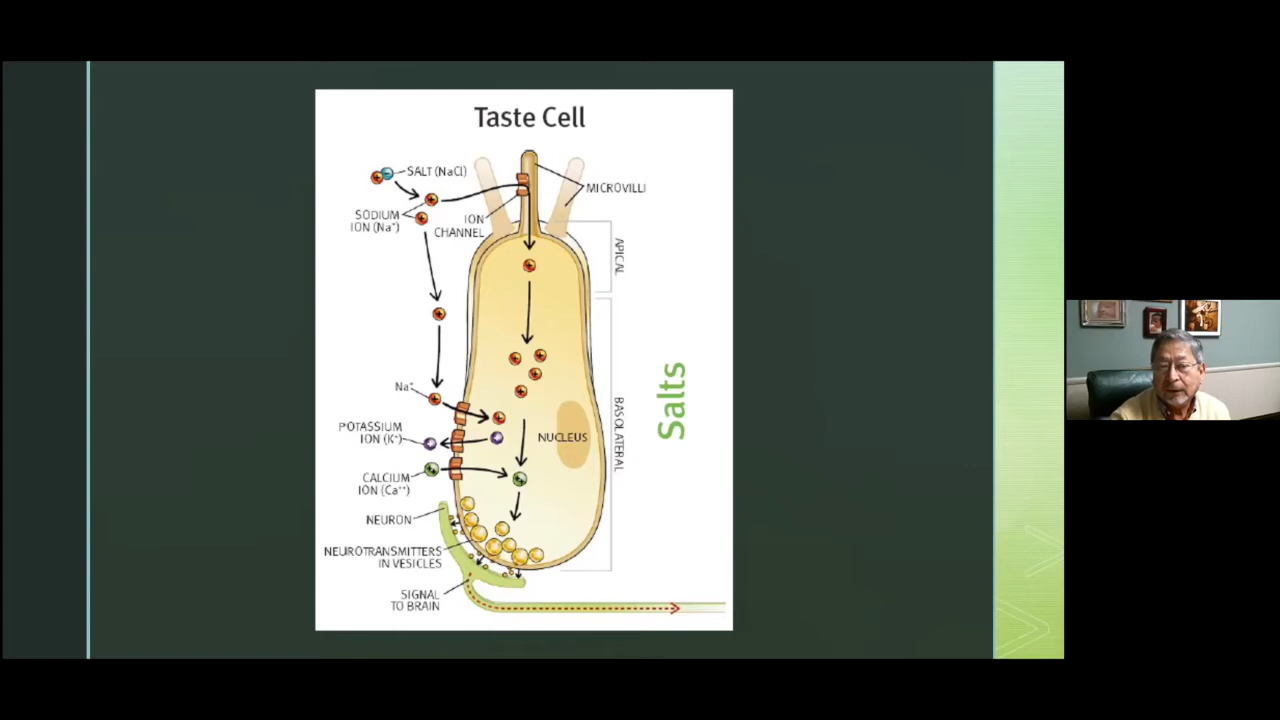 Taste Cell
SALT (NaCl)
MICROVILLI
SODIUM
ION (Na⁺)
ION
CHANNEL
APICAL
Na⁺
POTASSIUM
ION (K⁺)
NUCLEUS
BASOLATERAL
Salts
CALCIUM
ION (Ca⁺⁺)
NEURON
NEUROTRANSMITTERS
IN VESICLES
SIGNAL
TO BRAIN